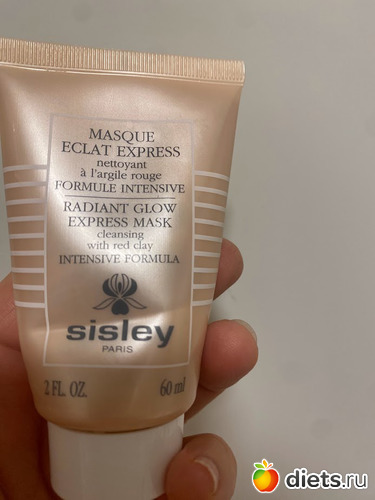 MASQUE
ECLAT EXPRESS
nettoyant
à l'argile rouge
FORMULE INTENSIVE
RADIANT GLOW
EXPRESS MASK
cleansing
with red clay
INTENSIVE FORMULA
sisley
PARIS
2 FL. OZ. 60 ml
diets.ru